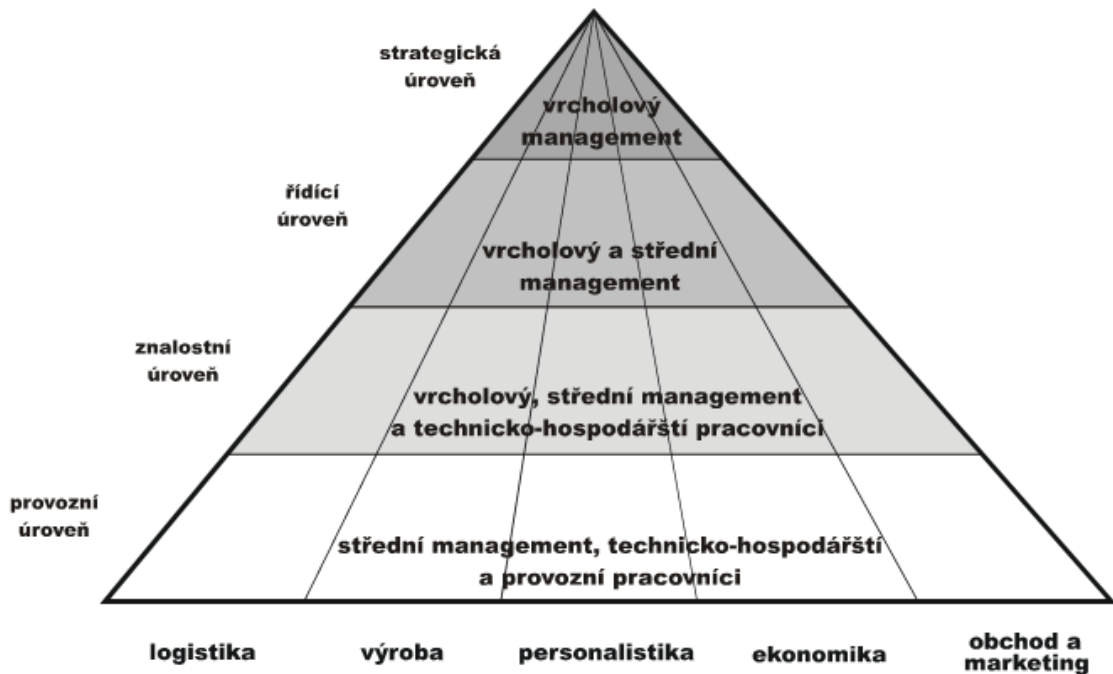 strategická
úroveň
vrcholový
management
řídící
úroveň
vrcholový a střední
management
znalostní
úroveň
vrcholový, střední management
a technicko-hospodářští pracovníci
provozní
úroveň
střední management, technicko-hospodářští
a provozní pracovníci
logistika
výroba
personalistika
ekonomika
obchod a
marketing